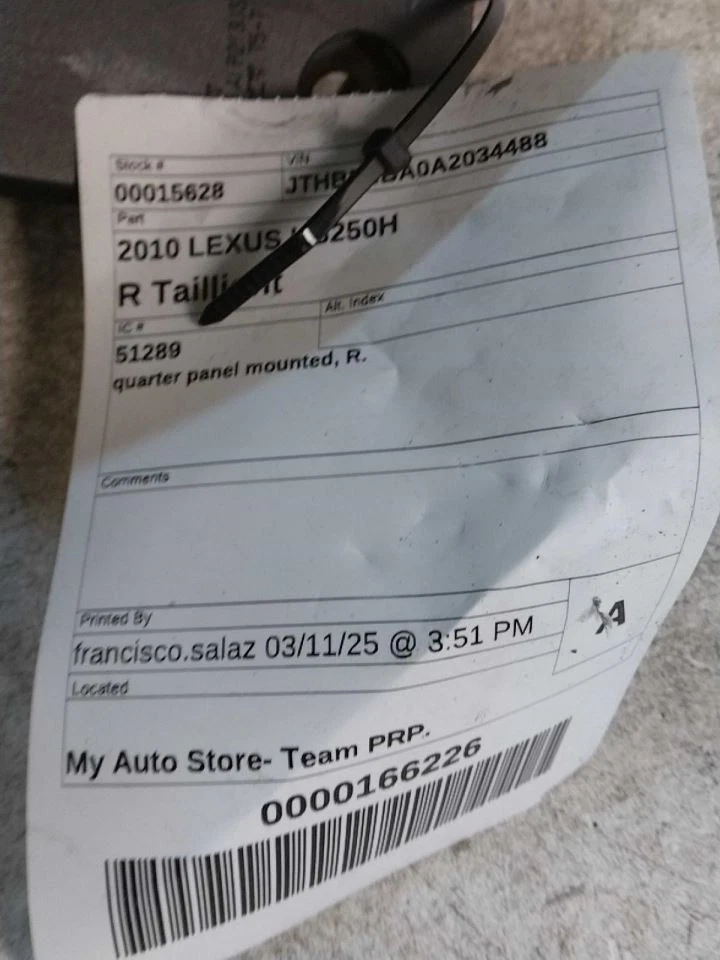 Stock #
VIN
00015628
Part
2010 LEXUS
R
IC #
Alt. Index
51289
quarter panel mounted, R.
Comments
Printed By
francisco.salaz 03/11/25 @ 3:51 PM
A
Located
My Auto Store- Team PRP.
0000166226